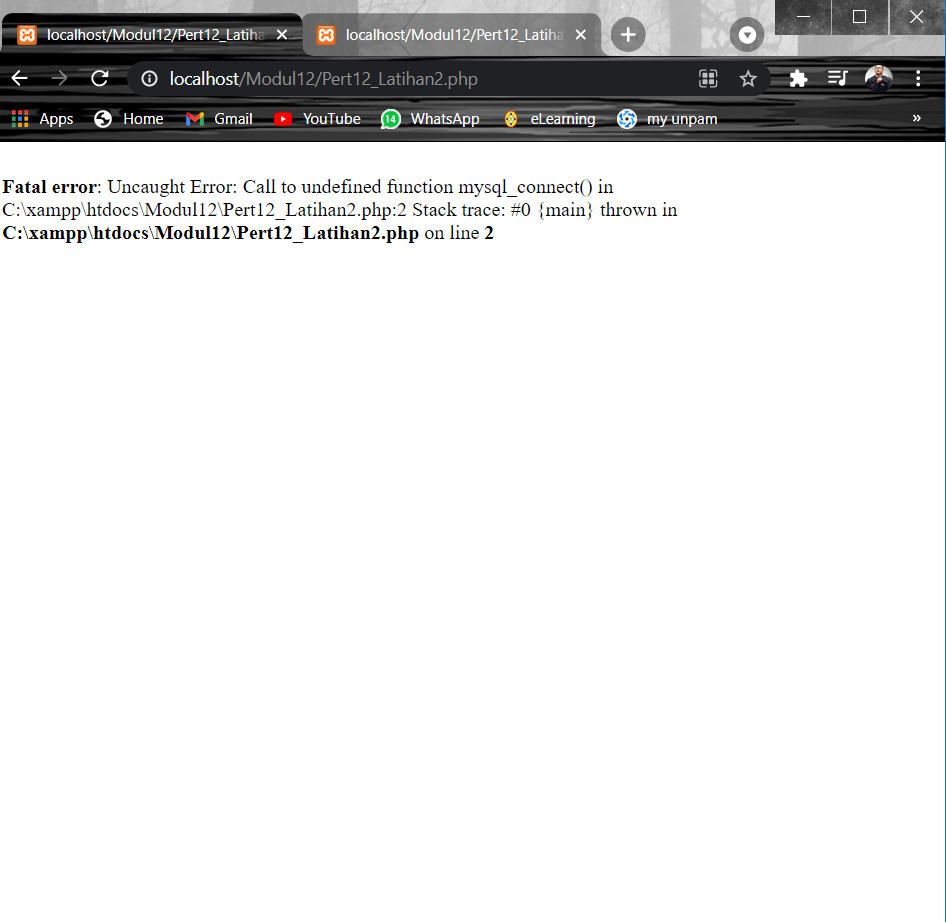 localhost/Modul12/Pert12_Latiha
localhost/Modul12/Pert12_Latiha
localhost/Modul12/Pert12_Latihan2.php
Apps Home Gmail YouTube 14 WhatsApp eLearning my unpam »
Fatal error: Uncaught Error: Call to undefined function mysql_connect() in
C:\xampp\htdocs\Modul12\Pert12_Latihan2.php:2 Stack trace: #0 {main} thrown in
C:\xampp\htdocs\Modul12\Pert12_Latihan2.php on line 2